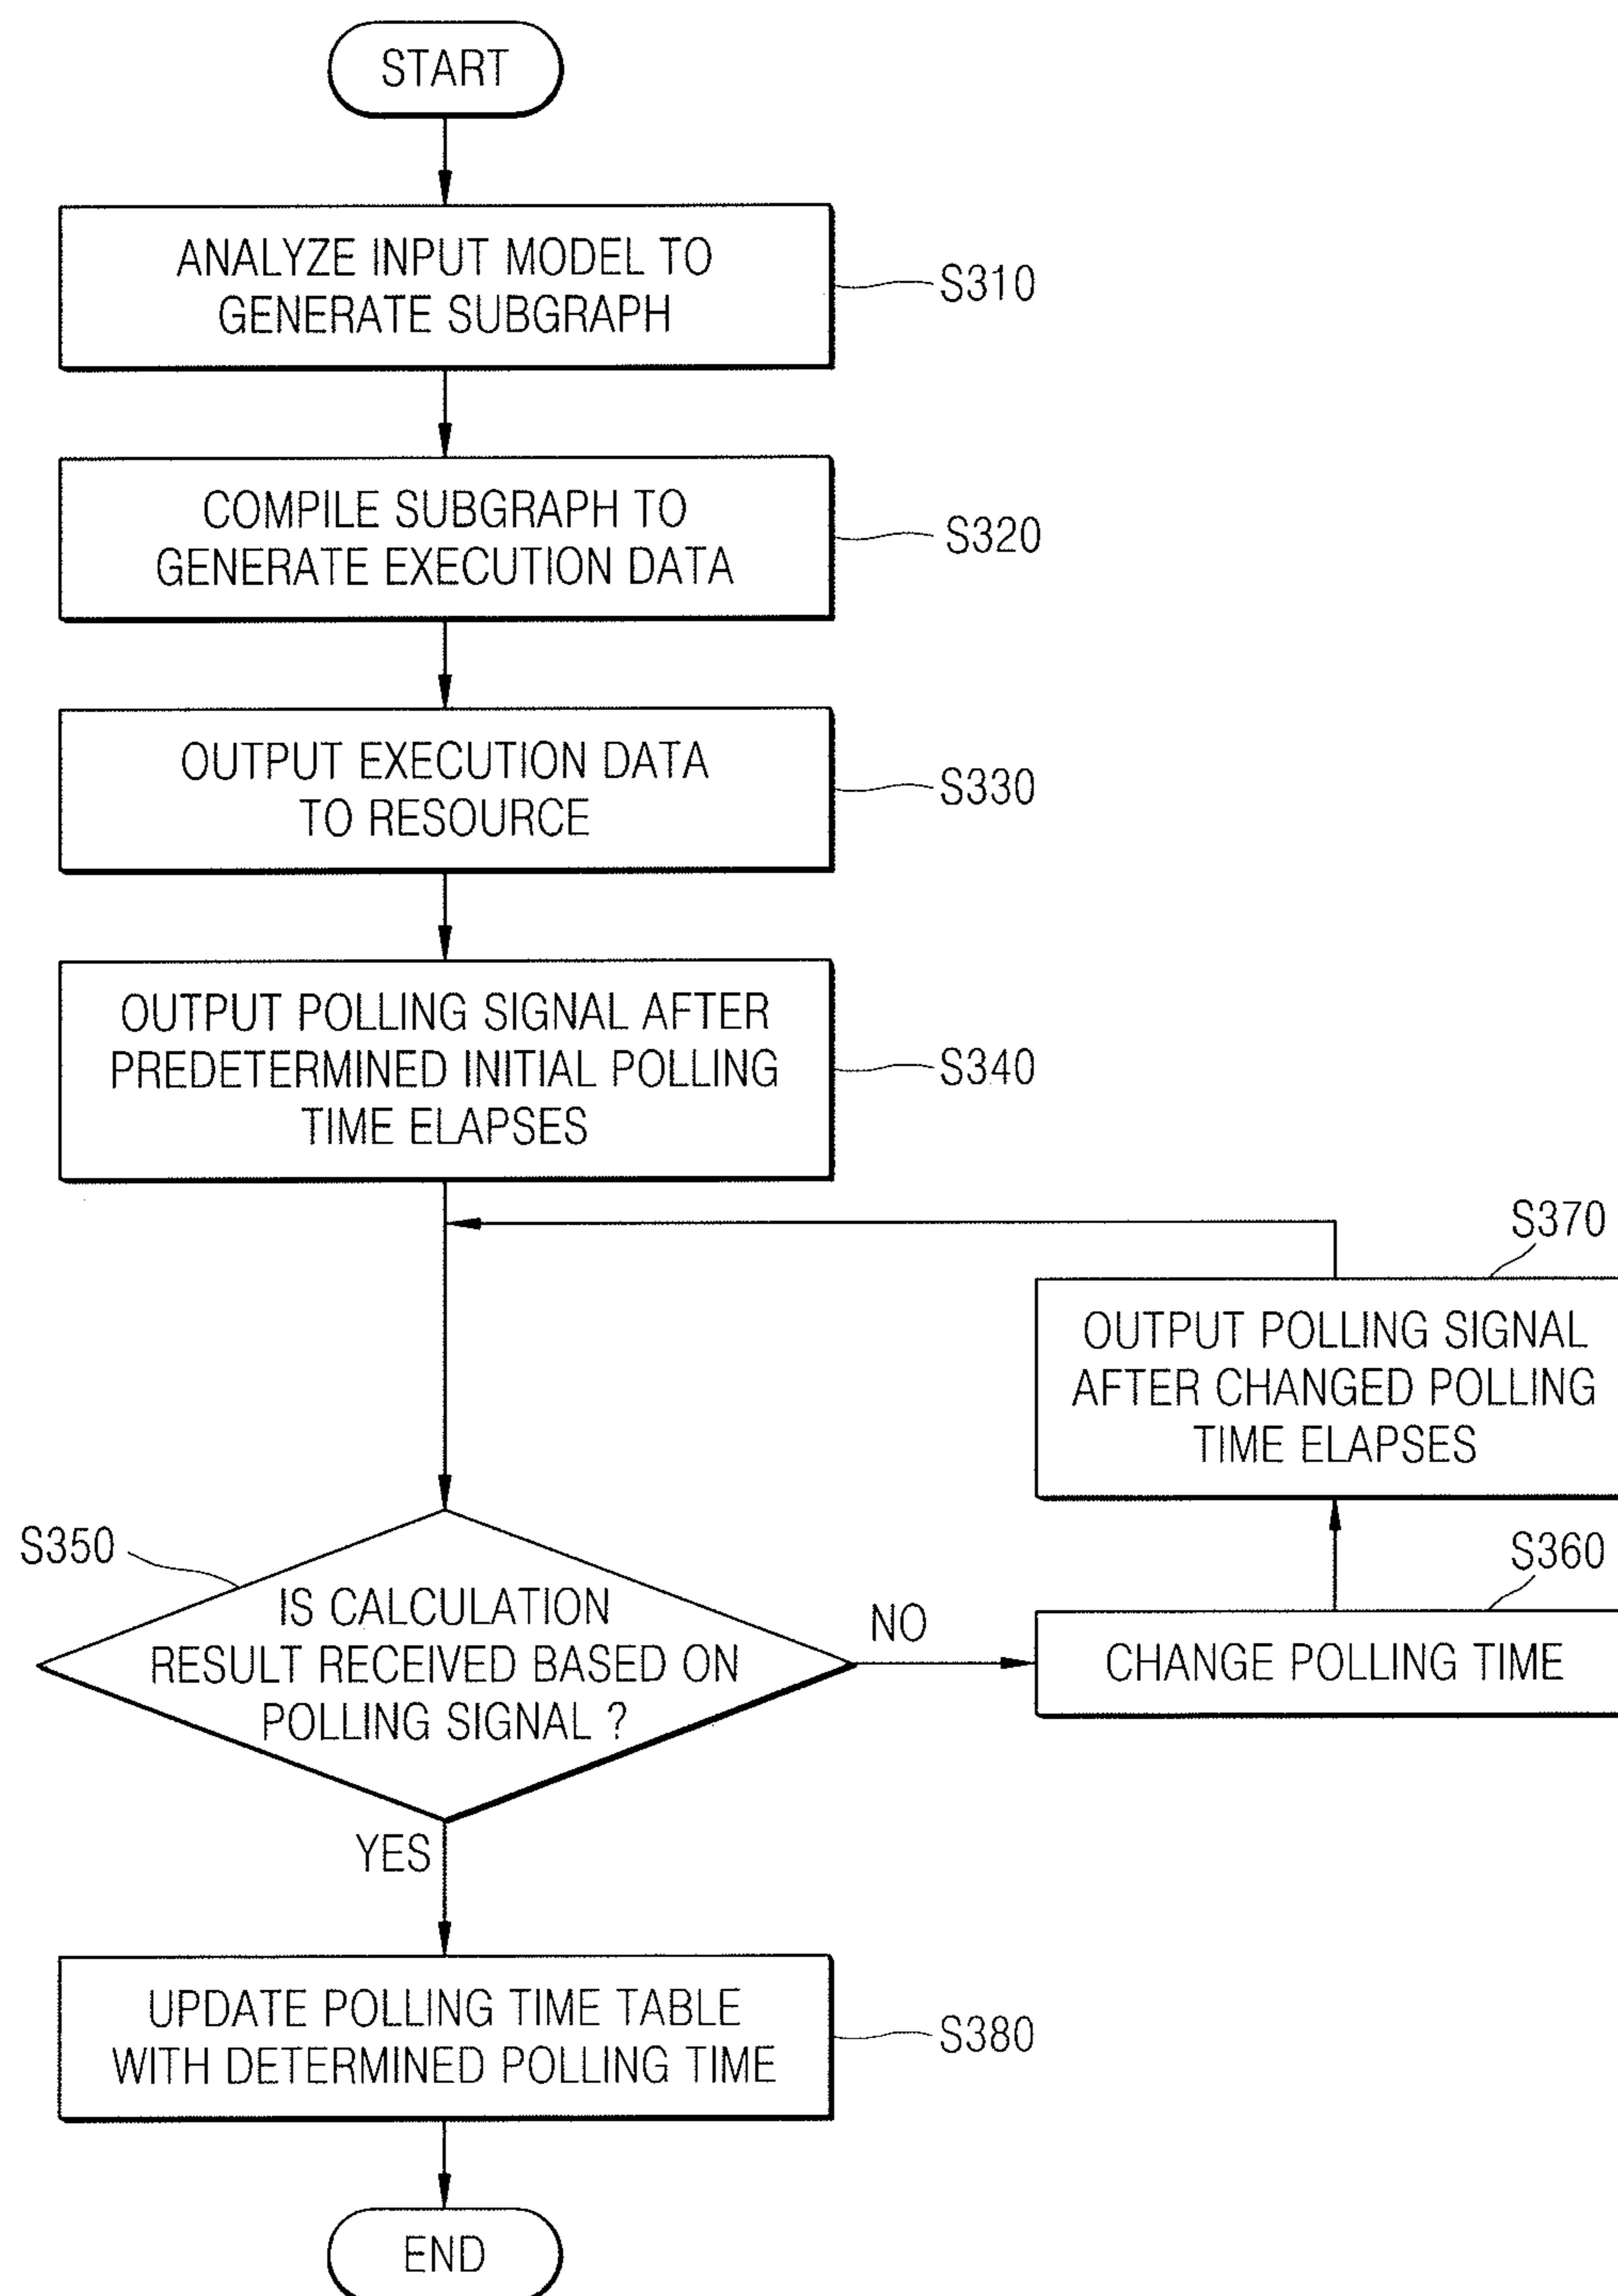 START
ANALYZE INPUT MODEL TO
GENERATE SUBGRAPH
S310
COMPILE SUBGRAPH TO
GENERATE EXECUTION DATA
S320
OUTPUT EXECUTION DATA
TO RESOURCE
S330
OUTPUT POLLING SIGNAL AFTER
PREDETERMINED INITIAL POLLING
TIME ELAPSES
S340
S370
OUTPUT POLLING SIGNAL
AFTER CHANGED POLLING
TIME ELAPSES
S350
IS CALCULATION
RESULT RECEIVED BASED ON
POLLING SIGNAL ?
NO
S360
CHANGE POLLING TIME
YES
UPDATE POLLING TIME TABLE
WITH DETERMINED POLLING TIME
S380
END